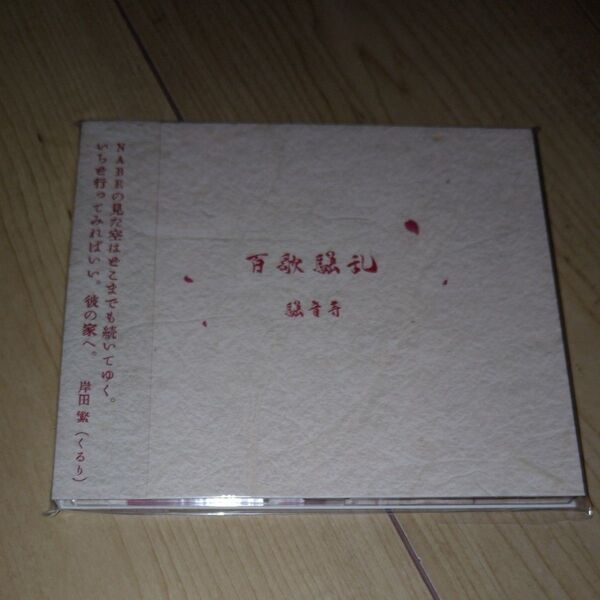 百歌騒乱
騒音寺
NABEの見た空はどこまでも続いてゆく。
いちど行ってみればいい。彼の家へ。
岸田 繁（くるり）